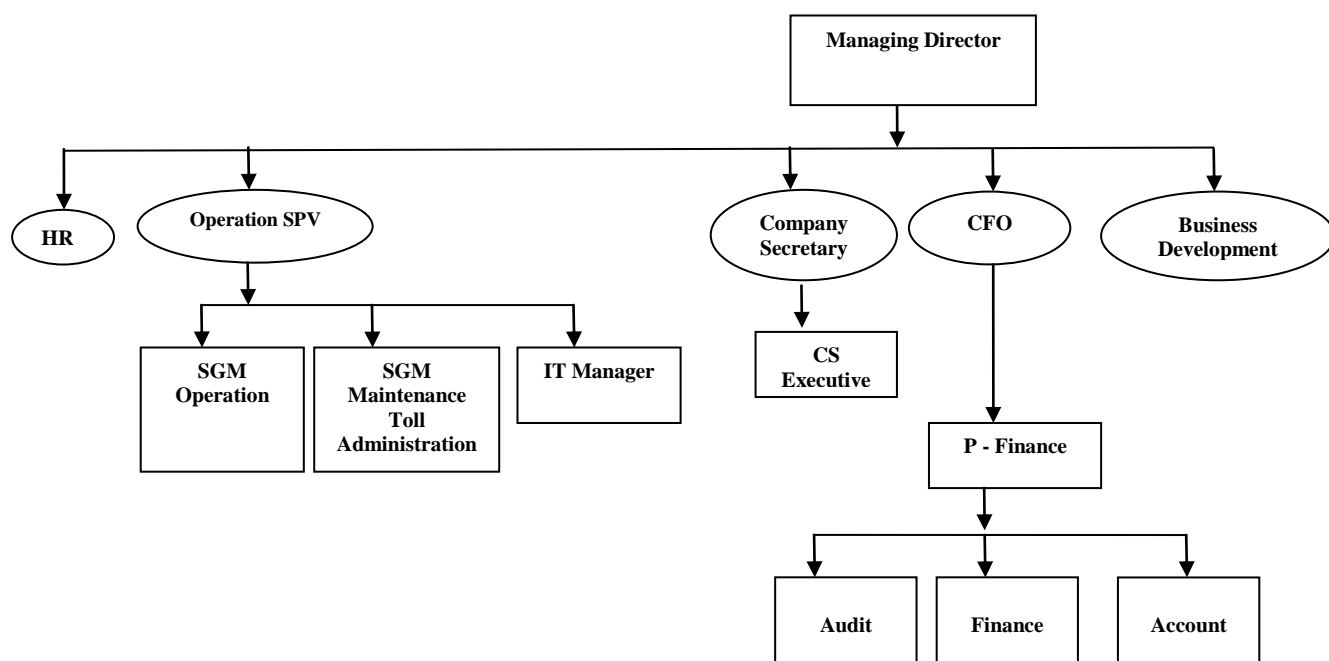 Managing Director
HR
Operation SPV
Company
Secretary
CFO
Business
Development
SGM
Operation
SGM
Maintenance
Toll
Administration
IT Manager
CS
Executive
P - Finance
Audit
Finance
Account